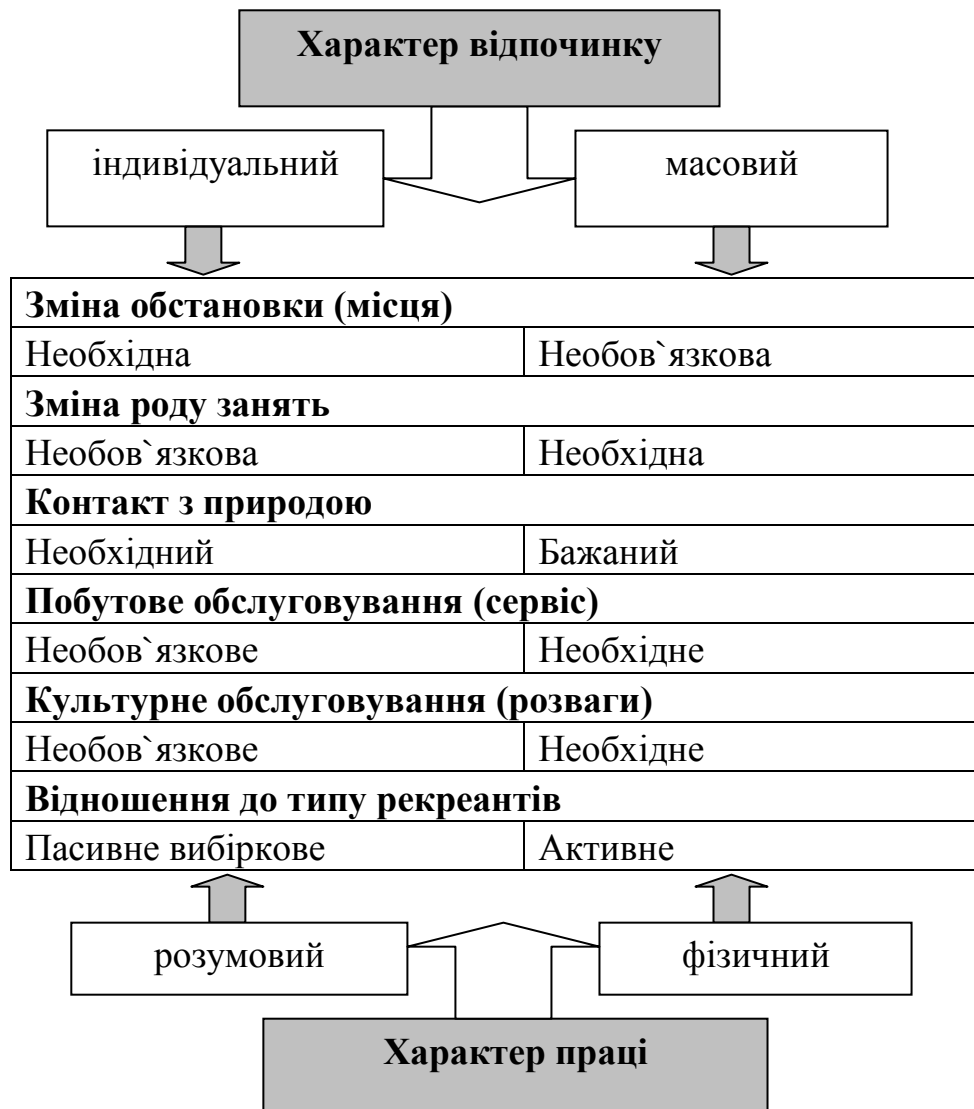 Характер відпочинку
індивідуальний
масовий
Зміна обстановки (місця)
Необхідна
Необов`язкова
Зміна роду занять
Необов`язкова
Необхідна
Контакт з природою
Необхідний
Бажаний
Побутове обслуговування (сервіс)
Необов`язкове
Необхідне
Культурне обслуговування (розваги)
Необов`язкове
Необхідне
Відношення до типу рекреантів
Пасивне вибіркове
Активне
розумовий
фізичний
Характер праці